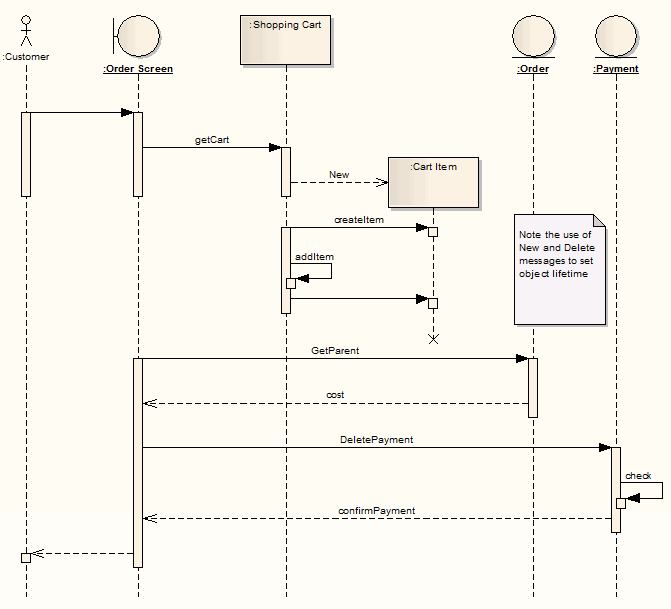 :Customer
:Order Screen
:Shopping Cart
:Order
:Payment
getCart
New
:Cart Item
createItem
addItem
Note the use of
New and Delete
messages to set
object lifetime
GetParent
cost
DeletePayment
check
confirmPayment